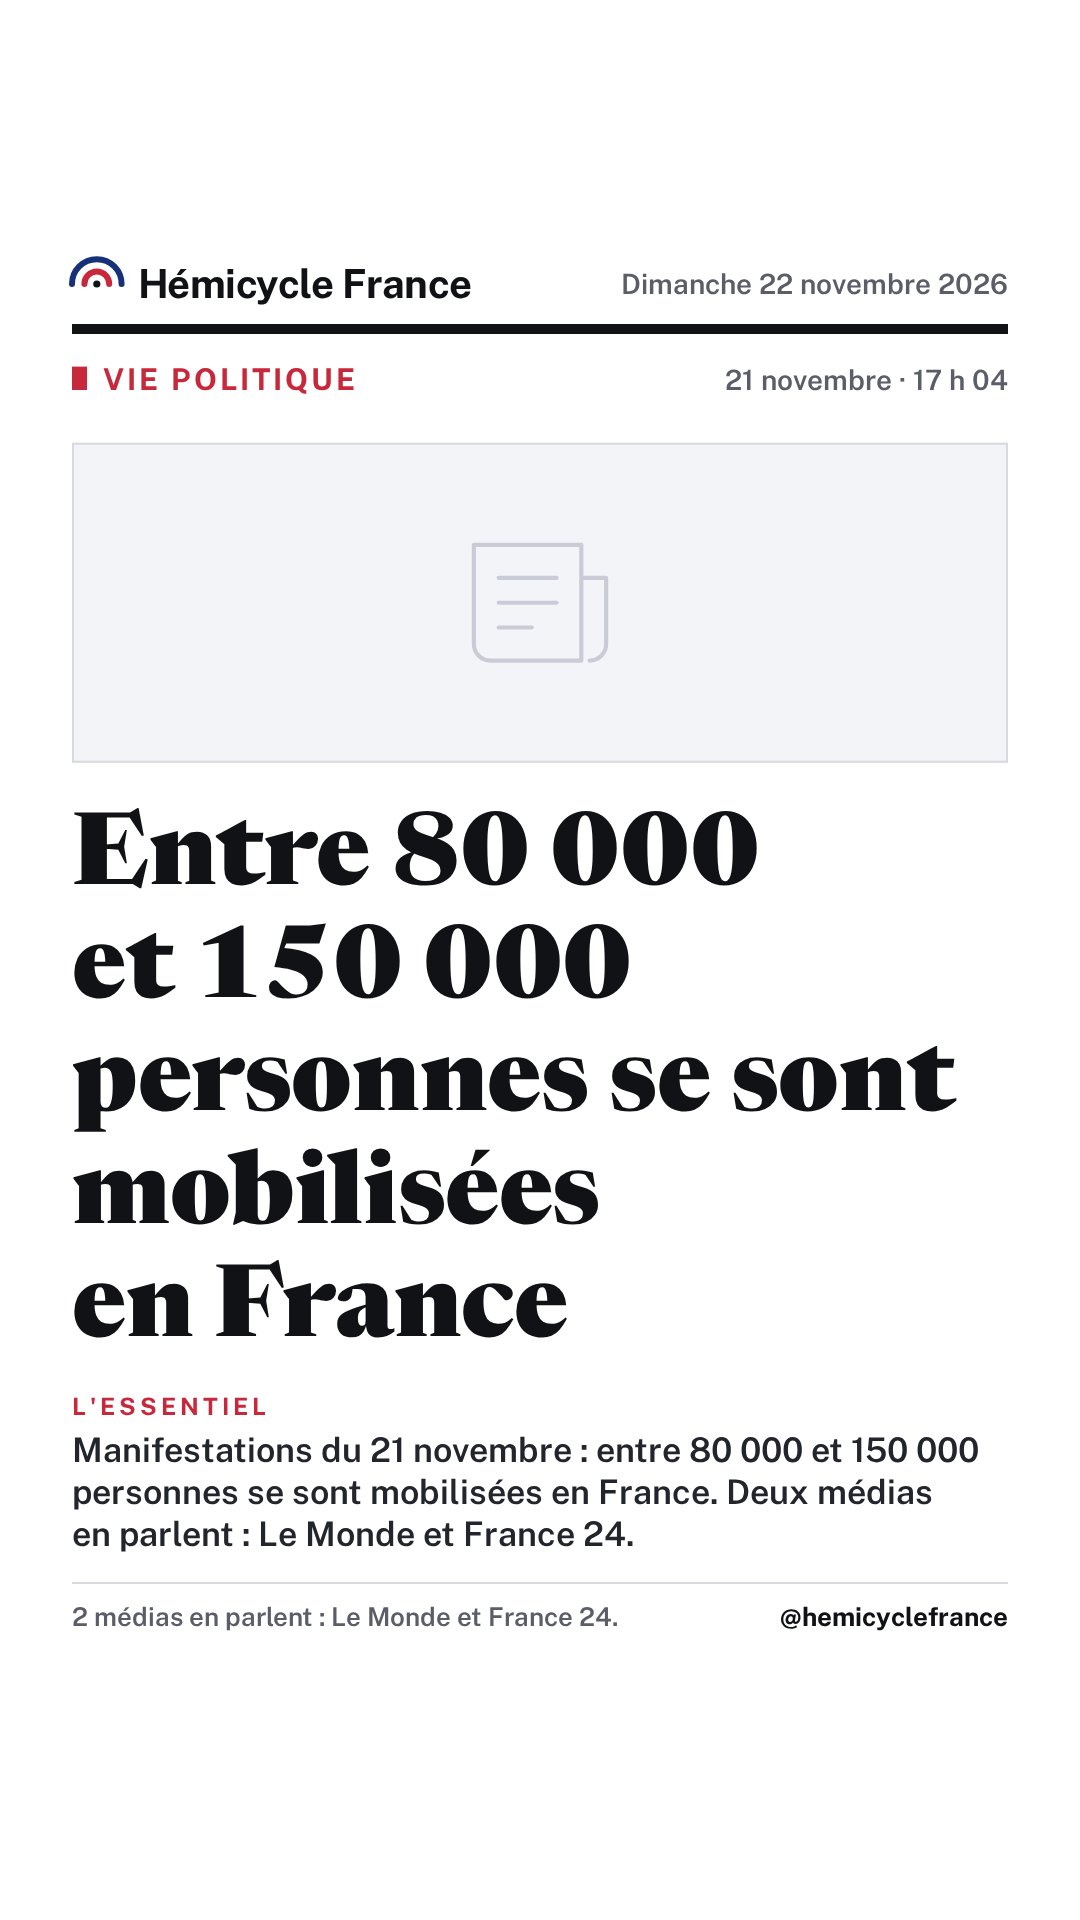 Hémicycle France
Dimanche 22 novembre 2026
VIE POLITIQUE
21 novembre · 17 h 04
Entre 80 000
et 150 000
personnes se sont
mobilisées
en France
L'ESSENTIEL
Manifestations du 21 novembre : entre 80 000 et 150 000
personnes se sont mobilisées en France. Deux médias
en parlent : Le Monde et France 24.
2 médias en parlent : Le Monde et France 24.
@hemicyclefrance